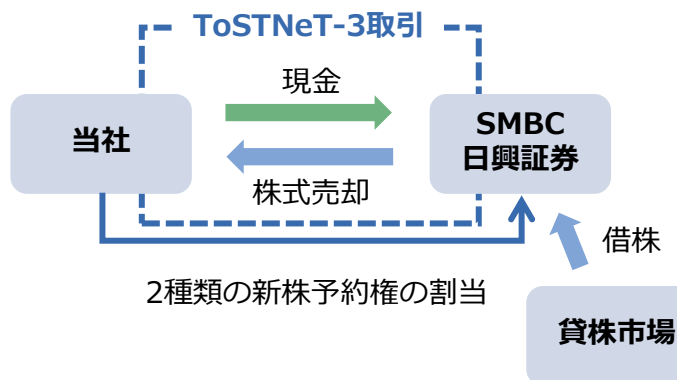 ToSTNeT-3取引
現金
当社
SMBC
日興証券
株式売却
借株
2種類の新株予約権の割当
貸株市場